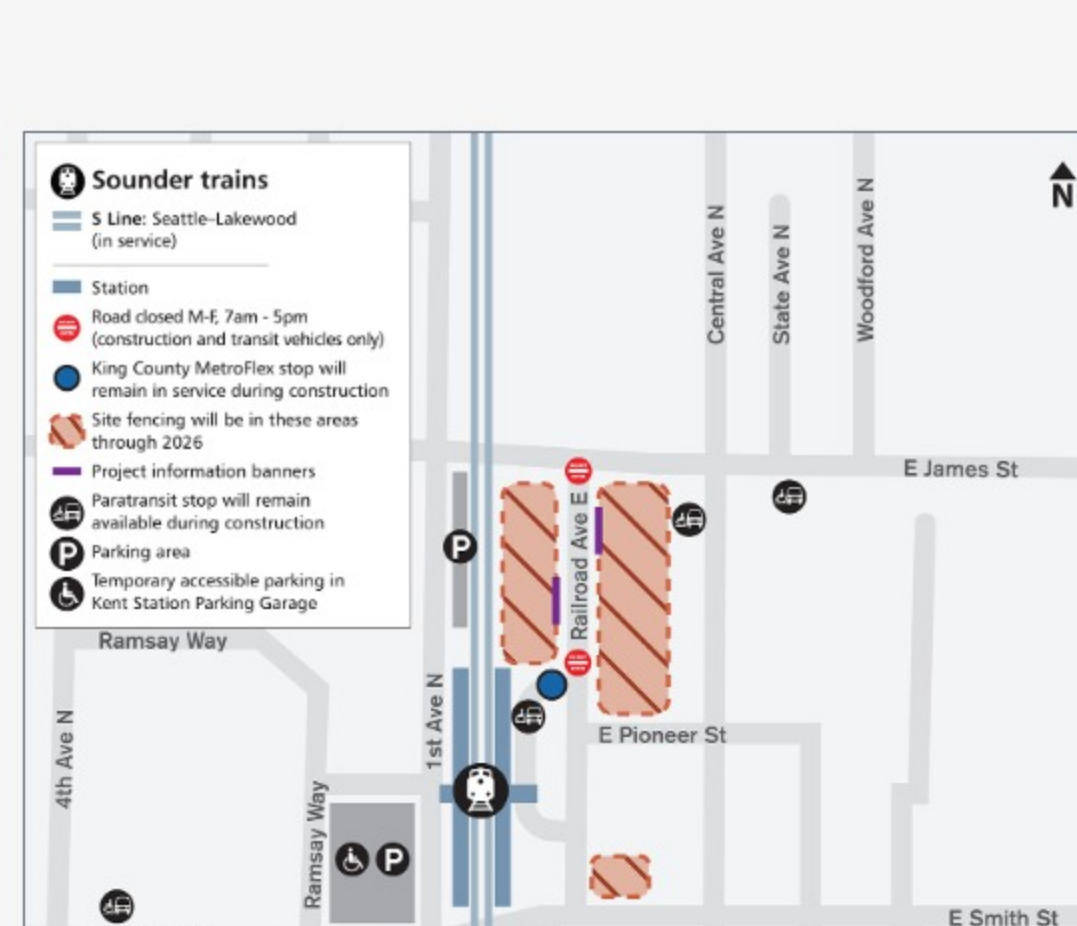 Sounder trains
S Line: Seattle–Lakewood
(in service)
Station
Road closed M-F, 7am - 5pm
(construction and transit vehicles only)
King County MetroFlex stop will
remain in service during construction
Site fencing will be in these areas
through 2026
Project information banners
Paratransit stop will remain
available during construction
P Parking area
Temporary accessible parking in
Kent Station Parking Garage
N
Central Ave N
State Ave N
Woodford Ave N
E James St
P
Railroad Ave E
Ramsay Way
1st Ave N
4th Ave N
E Pioneer St
Ramsay Way
P
E Smith St